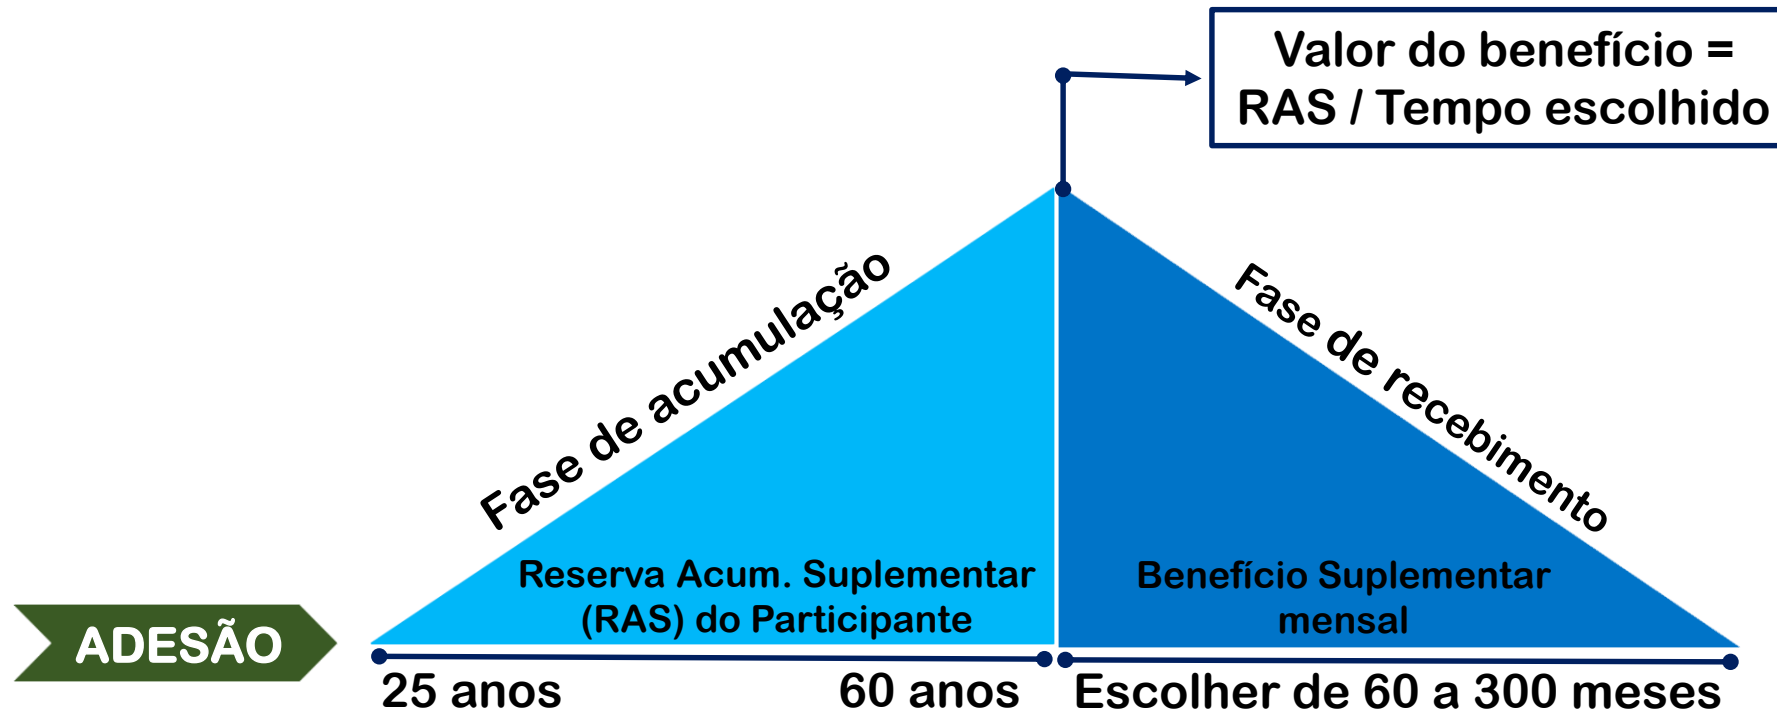 Valor do benefício =
RAS / Tempo escolhido
Fase de acumulação
Fase de recebimento
Reserva Acum. Suplementar
(RAS) do Participante
Benefício Suplementar
mensal
ADESÃO
25 anos
60 anos
Escolher de 60 a 300 meses